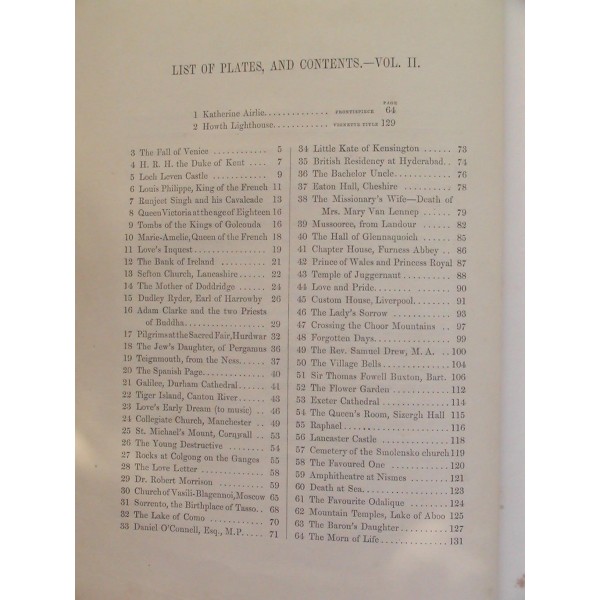 LIST OF PLATES, AND CONTENTS.—VOL. II.
PAGE
1 Katherine Airlie.............. FRONTISPIECE 64
2 Howth Lighthouse............ VIGNETTE TITLE 129
3 The Fall of Venice .......... 5
4 H. R. H. the Duke of Kent .... 7
5 Loch Leven Castle .......... 9
6 Louis Philippe, King of the French 11
7 Runjeet Singh and his Cavalcade 13
8 Queen Victoria at the age of Eighteen 16
9 Tombs of the Kings of Golconda 16
10 Marie-Amelie, Queen of the French 18
11 Love's Inquest.............. 19
12 The Bank of Ireland ........ 21
13 Sefton Church, Lancashire.... 22
14 The Mother of Doddridge .... 24
15 Dudley Ryder, Earl of Harrowby 26
16 Adam Clarke and the two Priests
of Buddha.................. 29
17 Pilgrims at the Sacred Fair, Hurdwar 32
18 The Jew's Daughter, of Pergamus 36
19 Teignmouth, from the Ness..... 37
20 The Spanish Page............ 40
21 Galilee, Durham Cathedral.... 41
22 Tiger Island, Canton River.... 43
23 Love's Early Dream (to music) .. 46
24 Collegiate Church, Manchester .. 49
25 St. Michael's Mount, Cornwall .. 53
26 The Young Destructive ...... 54
27 Rocks at Colgong on the Ganges 55
28 The Love Letter ............ 58
29 Dr. Robert Morrison ........ 59
30 Church of Vasili-Blagennoi, Moscow 65
31 Sorrento, the Birthplace of Tasso.. 68
32 The Lake of Como .......... 70
33 Daniel O'Connell, Esq., M.P..... 71
34 Little Kate of Kensington ...... 73
35 British Residency at Hyderabad.. 74
36 The Bachelor Uncle.......... 76
37 Eaton Hall, Cheshire ........ 78
38 The Missionary's Wife—Death of
Mrs. Mary Van Lennep .... 79
39 Mussooree, from Landour .... 82
40 The Hall of Glennaquoich .... 85
41 Chapter House, Furness Abbey .. 86
42 Prince of Wales and Princess Royal 87
43 Temple of Juggernaut ........ 88
44 Love and Pride.............. 90
45 Custom House, Liverpool...... 91
46 The Lady's Sorrow .......... 93
47 Crossing the Choor Mountains .. 97
48 Forgotten Days.............. 99
49 The Rev. Samuel Drew, M. A. .. 100
50 The Village Bells ............ 104
51 Sir Thomas Fowell Buxton, Bart. 106
52 The Flower Garden .......... 112
53 Exeter Cathedral ............ 114
54 The Queen's Room, Sizergh Hall 115
55 Raphael.................... 116
56 Lancaster Castle ............ 118
57 Cemetery of the Smolensko church 119
58 The Favoured One .......... 120
59 Amphitheatre at Nismes ...... 121
60 Death at Sea................ 123
61 The Favourite Odalique ...... 124
62 Mountain Temples, Lake of Aboo 125
63 The Baron's Daughter........ 127
64 The Morn of Life............ 131